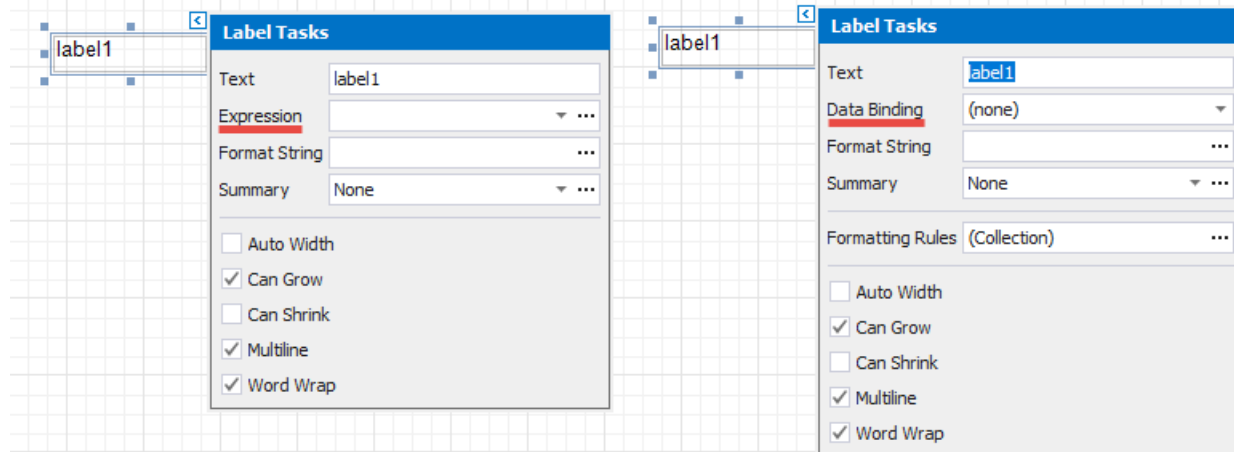 label1
Label Tasks
Text label1
Expression
Format String
Summary None
Auto Width
Can Grow
Can Shrink
Multiline
Word Wrap
label1
Label Tasks
Text label1
Data Binding (none)
Format String
Summary None
Formatting Rules (Collection)
Auto Width
Can Grow
Can Shrink
Multiline
Word Wrap